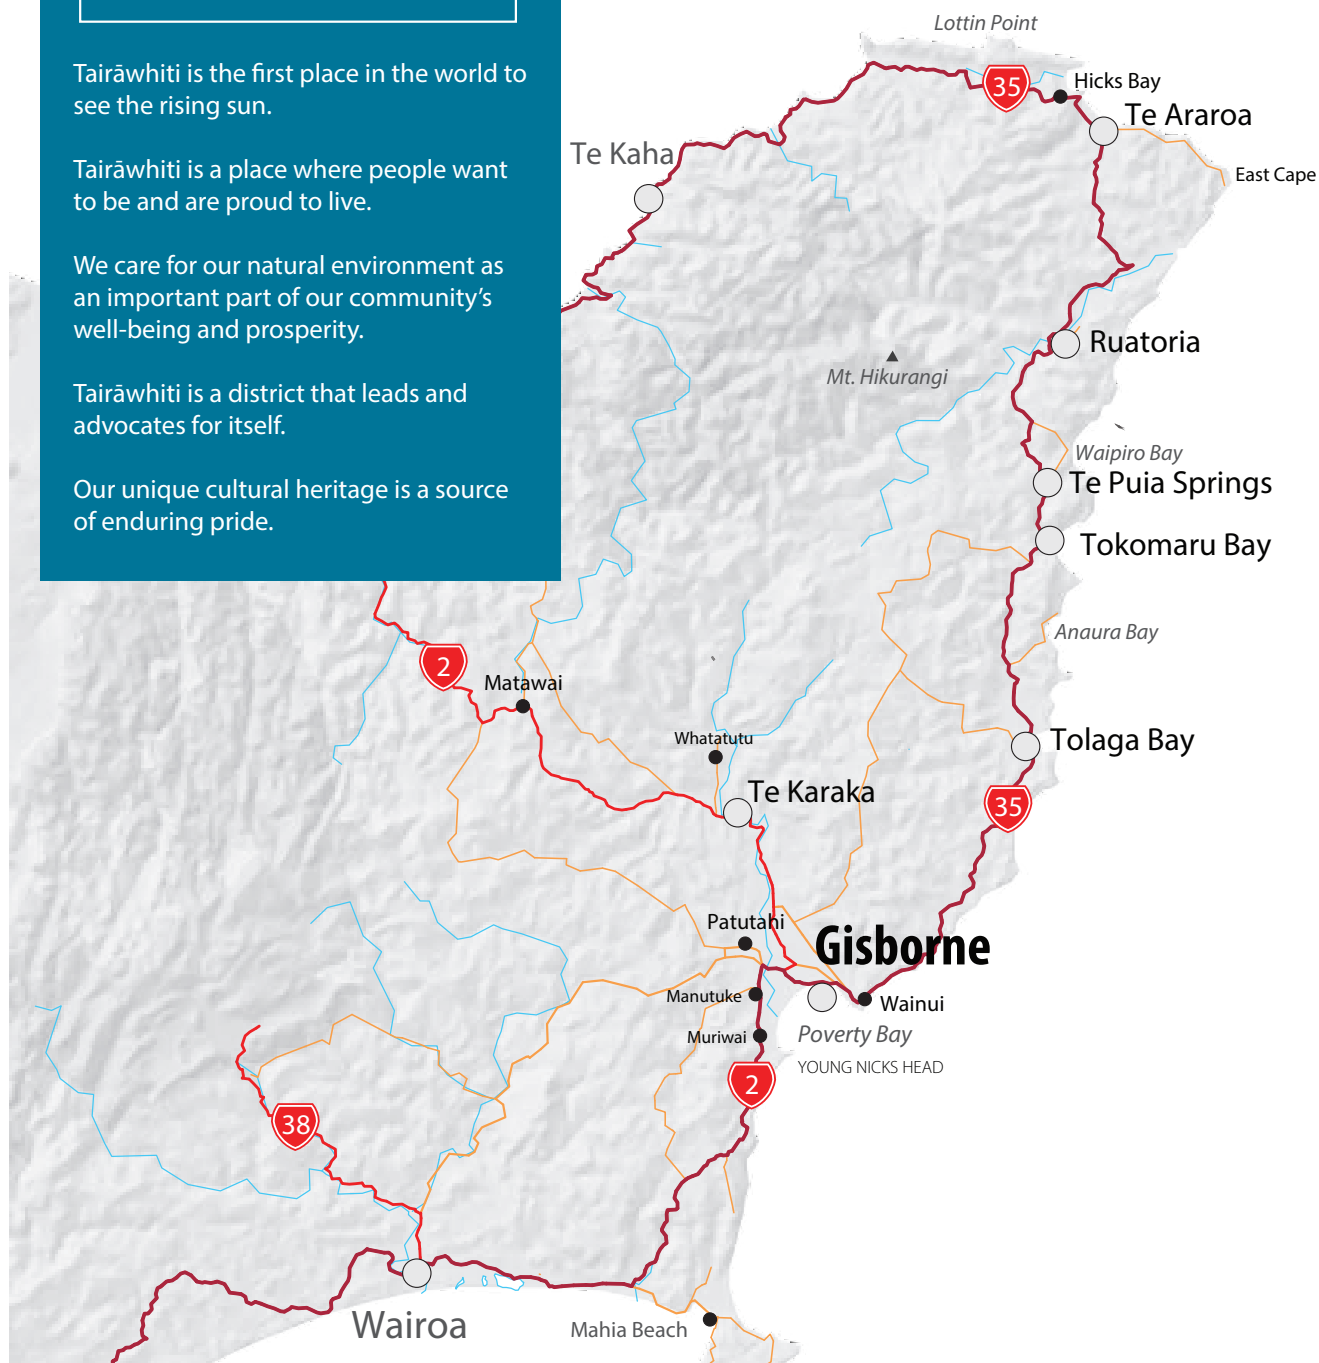 Tairāwhiti is the first place in the world to
see the rising sun.
Tairāwhiti is a place where people want
to be and are proud to live.
We care for our natural environment as
an important part of our community's
well-being and prosperity.
Tairāwhiti is a district that leads and
advocates for itself.
Our unique cultural heritage is a source
of enduring pride.
Lottin Point
35
Hicks Bay
Te Araroa
Te Kaha
East Cape
Ruatoria
Mt. Hikurangi
Waipiro Bay
Te Puia Springs
Tokomaru Bay
Anaura Bay
2
Matawai
Whatatutu
Tolaga Bay
Te Karaka
35
Patutahi
Gisborne
Manutuke
Wainui
Muriwai
Poverty Bay
YOUNG NICKS HEAD
2
38
Wairoa
Mahia Beach